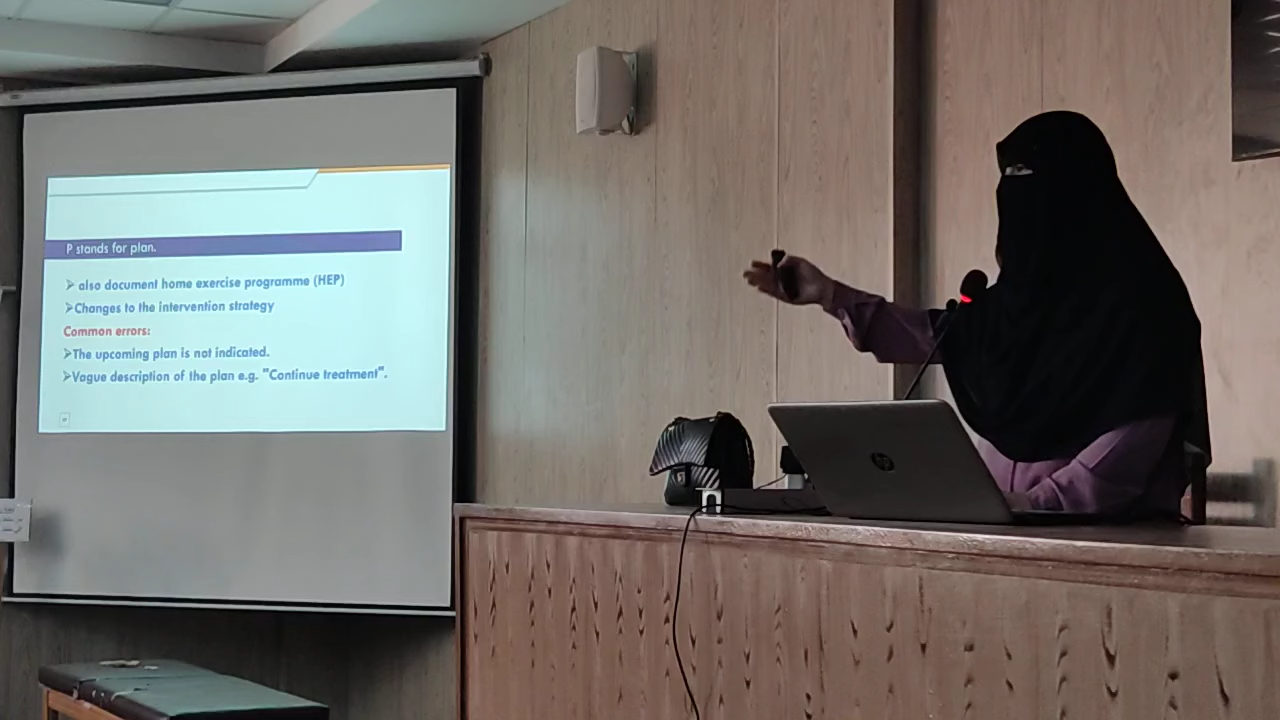 P stands for plan.
➢ also document home exercise programme (HEP)
➢Changes to the intervention strategy
Common errors:
➢The upcoming plan is not indicated.
➢Vague description of the plan e.g. "Continue treatment".
hp